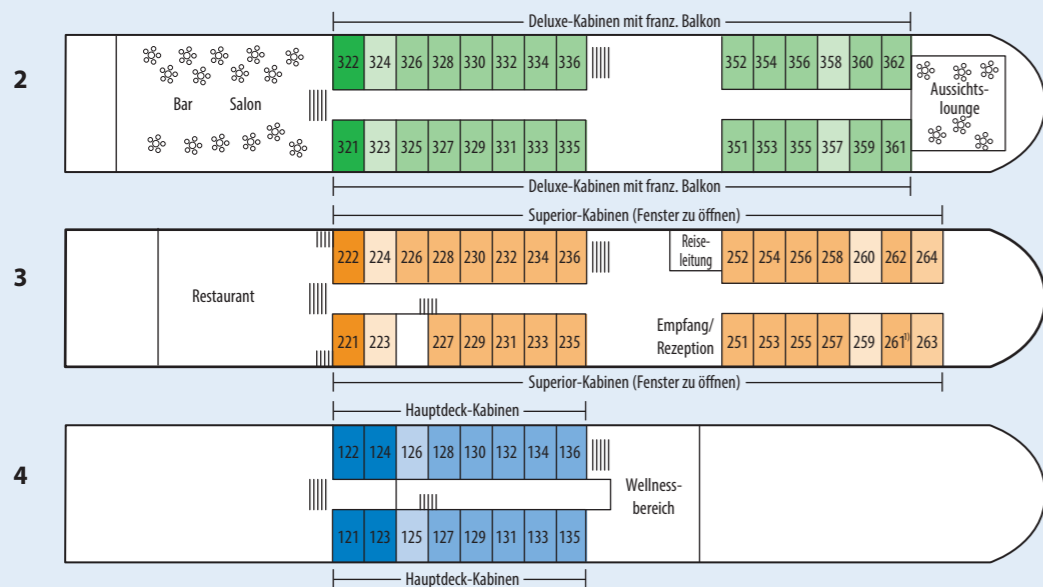 Deluxe-Kabinen mit franz. Balkon
2
322 324 326 328 330 332 334 336 352 354 356 358 360 362
Bar Salon
Aussichts-
lounge
321 323 325 327 329 331 333 335 351 353 355 357 359 361
Deluxe-Kabinen mit franz. Balkon
Superior-Kabinen (Fenster zu öffnen)
3
222 224 226 228 230 232 234 236
Reise-
leitung
252 254 256 258 260 262 264
Restaurant
221 223 227 229 231 233 235
Empfang/
Rezeption
251 253 255 257 259 261¹⁾ 263
Superior-Kabinen (Fenster zu öffnen)
Hauptdeck-Kabinen
4
122 124 126 128 130 132 134 136
Wellness-
bereich
121 123 125 127 129 131 133 135
Hauptdeck-Kabinen